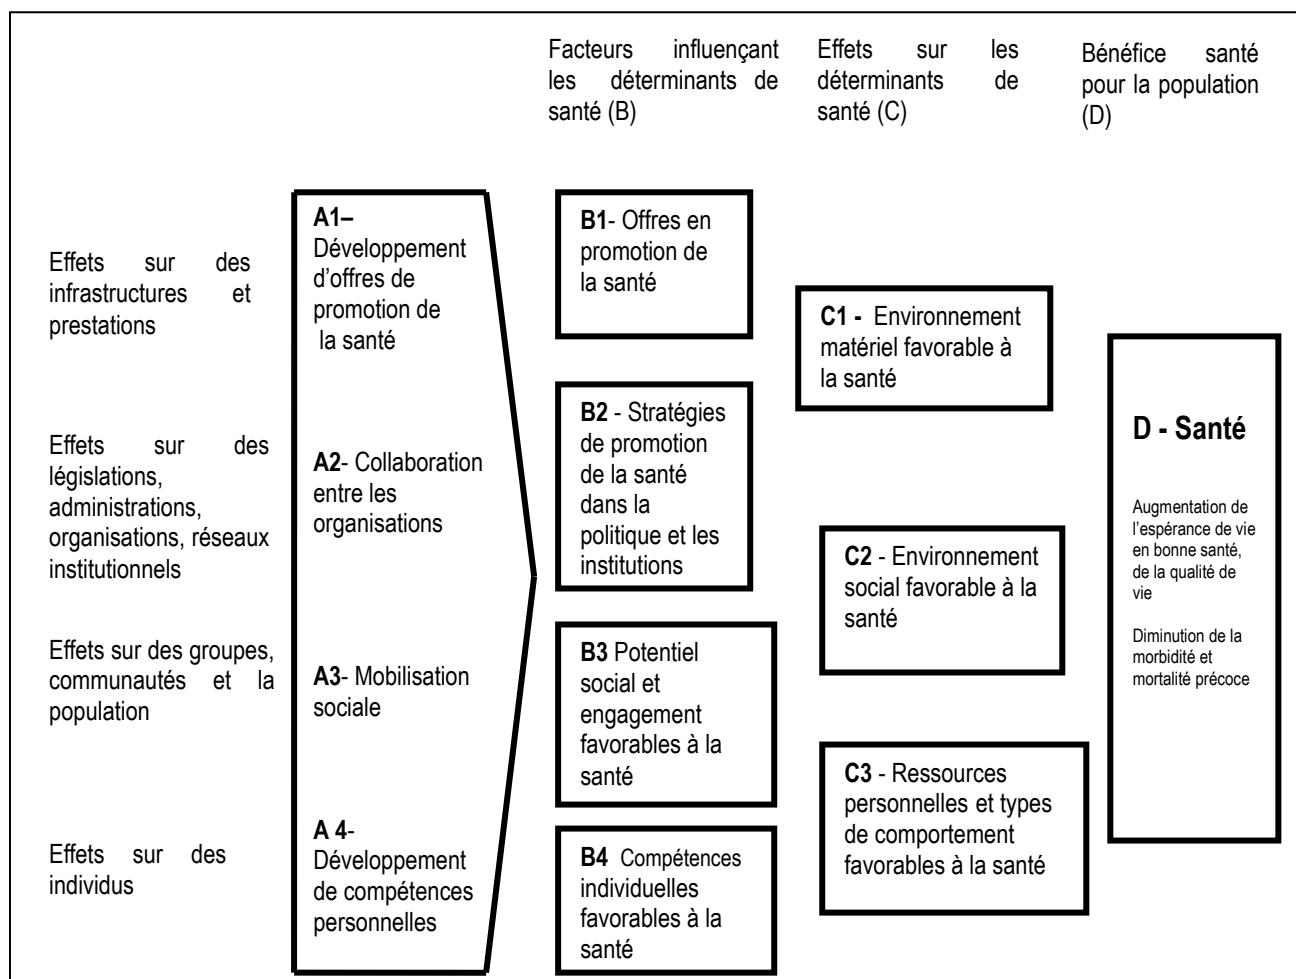 Facteurs influençant
les déterminants de
santé (B)
Effets sur les
déterminants de
santé (C)
Bénéfice santé
pour la population
(D)
Effets sur des
infrastructures et
prestations
Effets sur des
législations,
administrations,
organisations, réseaux
institutionnels
Effets sur des groupes,
communautés et la
population
Effets sur des
individus
A1–
Développement
d’offres de
promotion de
la santé
A2- Collaboration
entre les
organisations
A3- Mobilisation
sociale
A 4-
Développement
de compétences
personnelles
B1- Offres en
promotion de
la santé
B2 - Stratégies
de promotion
de la santé
dans la
politique et les
institutions
B3 Potentiel
social et
engagement
favorables à la
santé
B4 Compétences
individuelles
favorables à la
santé
C1 - Environnement
matériel favorable à
la santé
C2 - Environnement
social favorable à la
santé
C3 - Ressources
personnelles et types
de comportement
favorables à la santé
D - Santé
Augmentation de
l’espérance de vie
en bonne santé,
de la qualité de
vie
Diminution de la
morbidité et
mortalité précoce